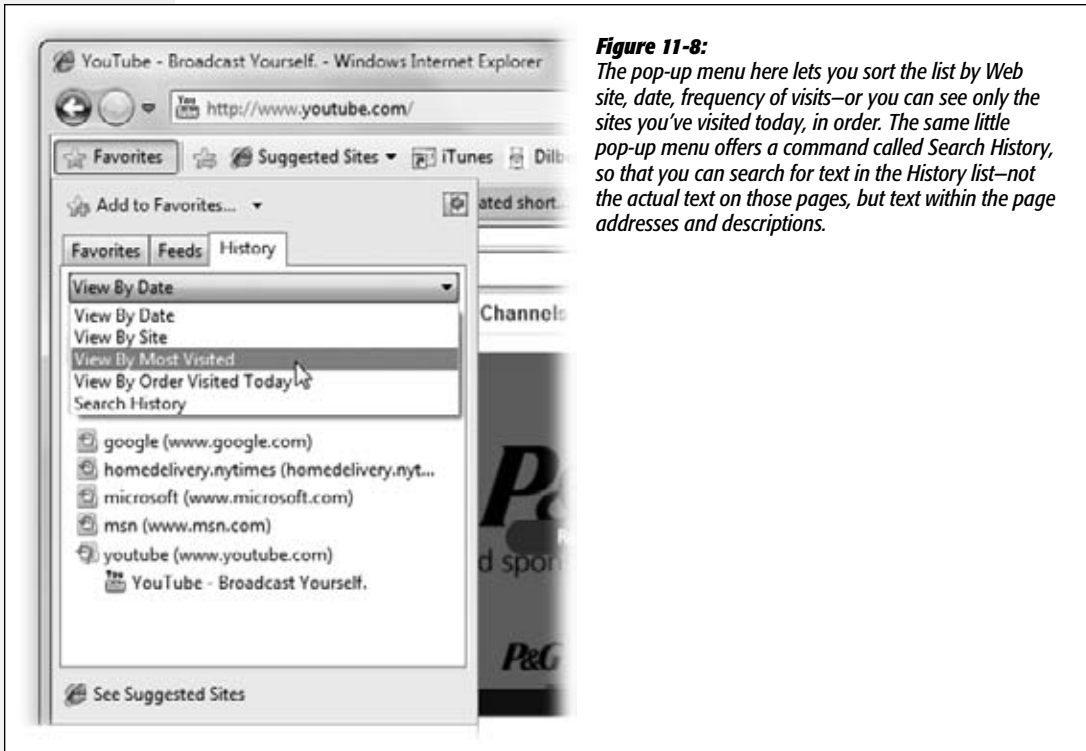 YouTube - Broadcast Yourself. - Windows Internet Explorer
You Tube http://www.youtube.com/
Favorites Suggested Sites iTunes
Add to Favorites... ated short
Favorites Feeds History
View By Date
View By Date
View By Site
View By Most Visited
View By Order Visited Today
Search History
Channels
google (www.google.com)
homedelivery.nytimes (homedelivery.nyt...
microsoft (www.microsoft.com)
msn (www.msn.com)
youtube (www.youtube.com)
You Tube YouTube - Broadcast Yourself.
See Suggested Sites
P&
d spon
P&G
Figure 11-8:
The pop-up menu here lets you sort the list by Web
site, date, frequency of visits—or you can see only the
sites you've visited today, in order. The same little
pop-up menu offers a command called Search History,
so that you can search for text in the History list—not
the actual text on those pages, but text within the page
addresses and descriptions.